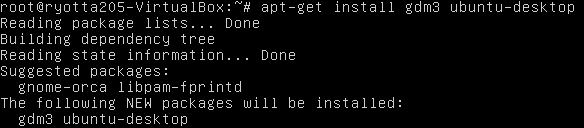 root@ryotta205-VirtualBox:~# apt-get install gdm3 ubuntu-desktop
Reading package lists... Done
Building dependency tree
Reading state information... Done
Suggested packages:
  gnome-orca libpam-fprintd
The following NEW packages will be installed:
  gdm3 ubuntu-desktop